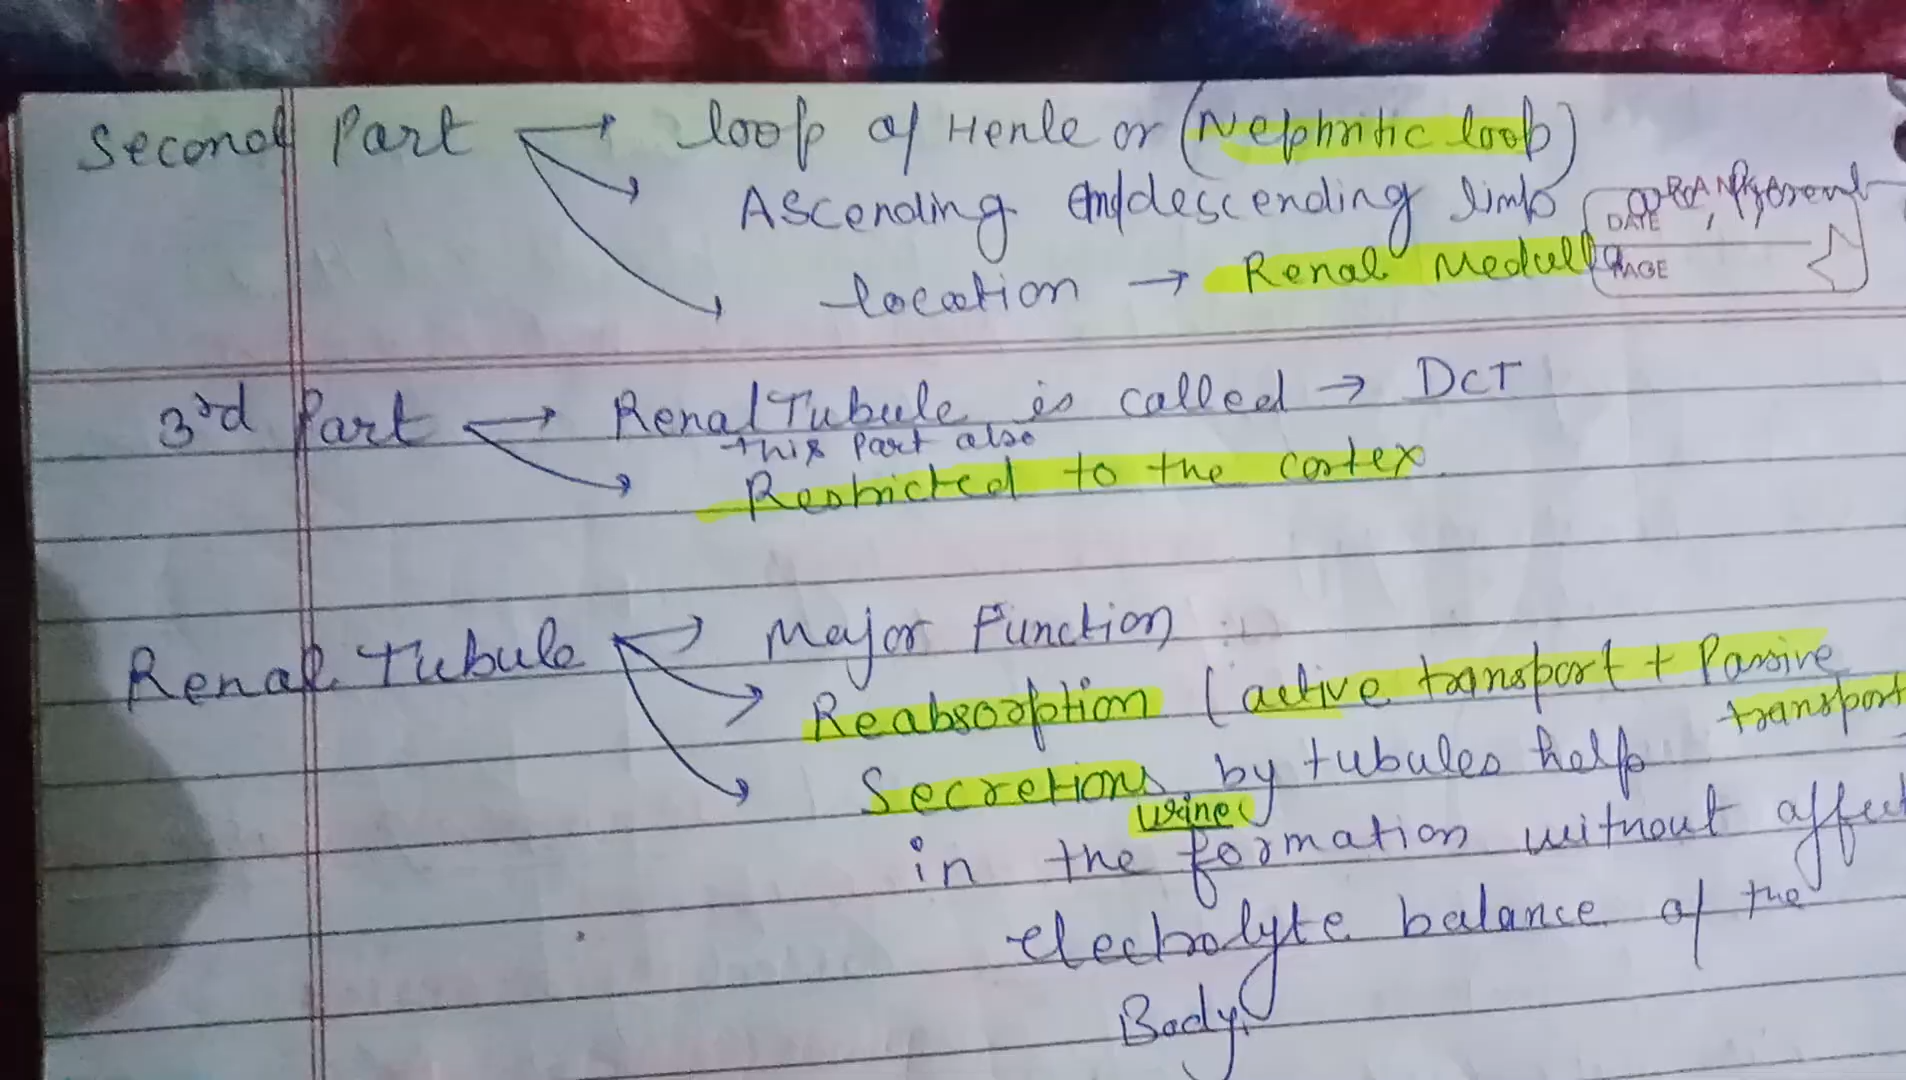 Second Part → loop of Henle or (Nephritic loop)
Ascending and descending limb
DATE
location → Renal Medulla
PAGE
3rd Part → Renal Tubule is called → DCT
this part also
Restricted to the cortex
Renal Tubule → Major Function
Reabsorption (active transport + Passive
transport
Secretions by tubules help
urine
in the formation without affect
electrolyte balance of the
Body.